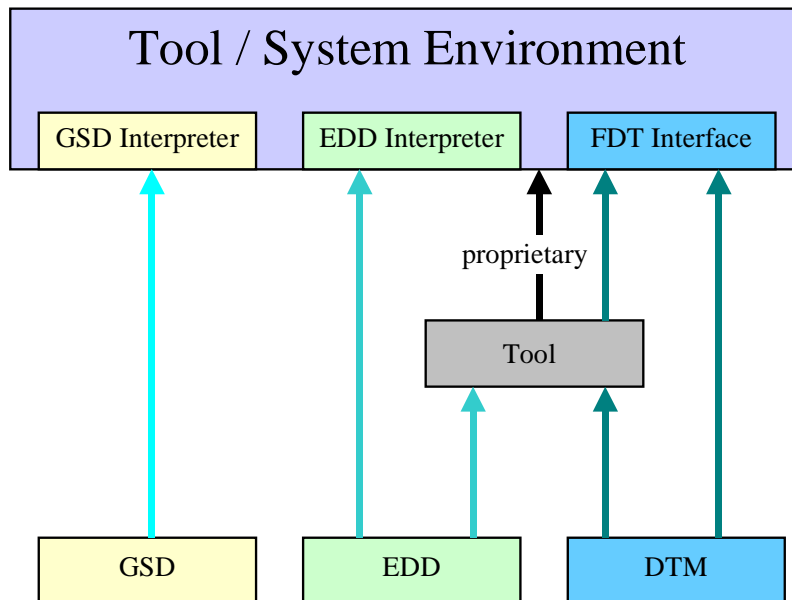 Tool / System Environment
GSD Interpreter
EDD Interpreter
FDT Interface
proprietary
Tool
GSD
EDD
DTM